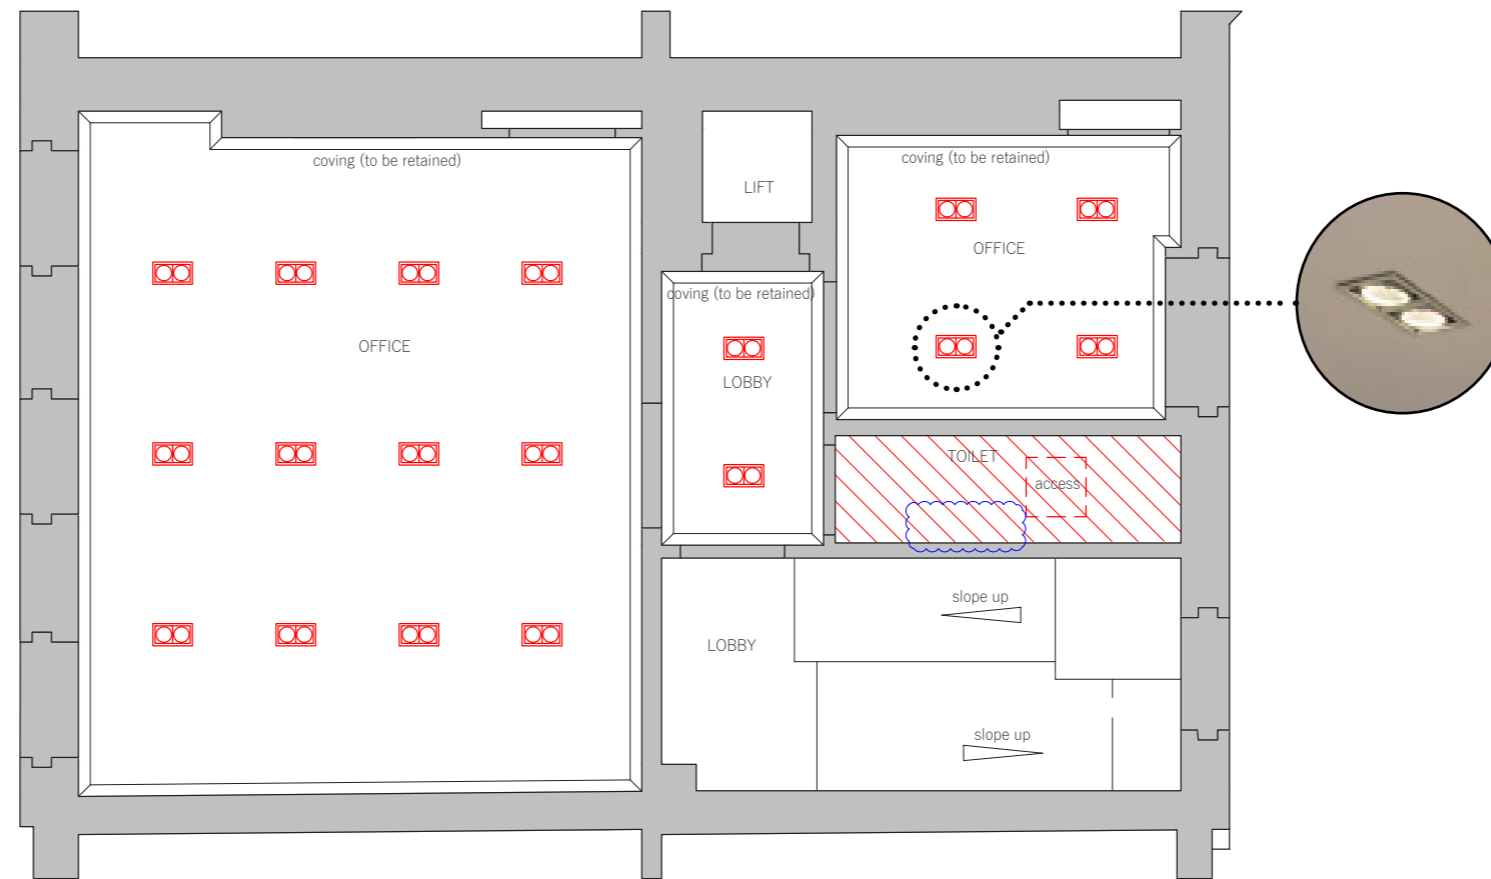 coving (to be retained)
coving (to be retained)
LIFT
OFFICE
coving (to be retained)
OFFICE
LOBBY
TOILET
access
slope up
LOBBY
slope up